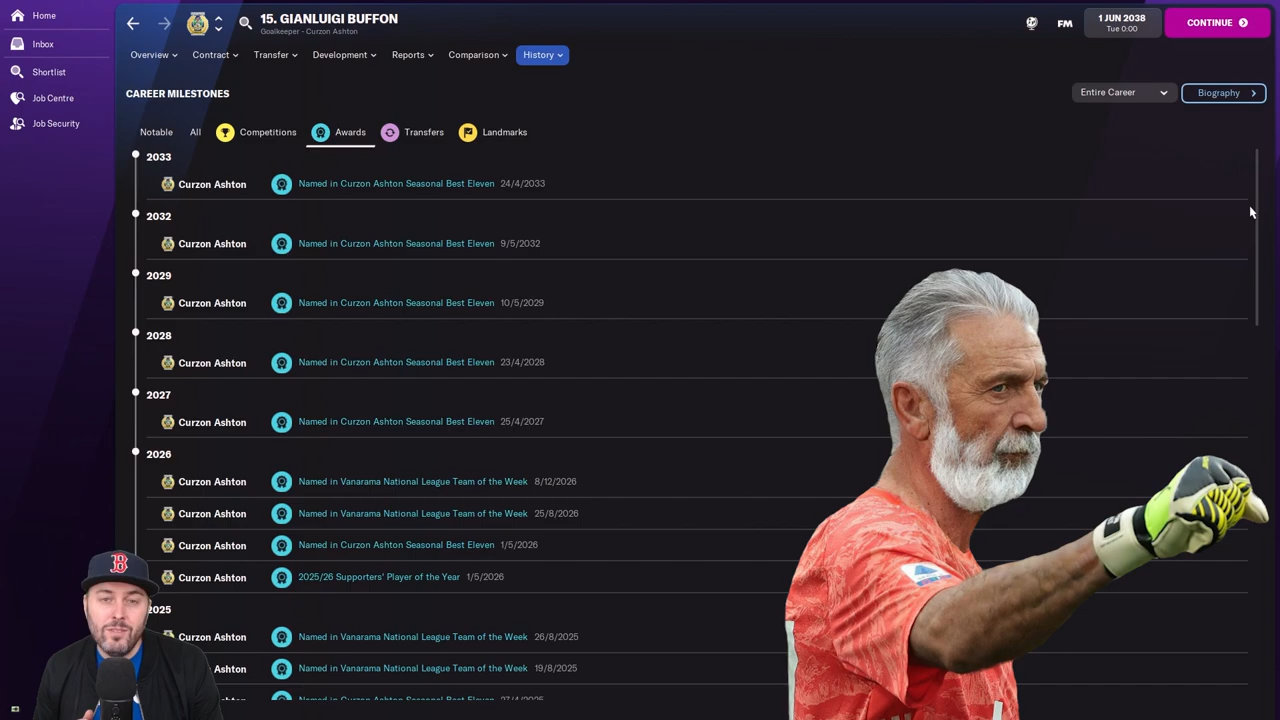 Home
Inbox
Shortlist
Job Centre
Job Security
15. GIANLUIGI BUFFON
Goalkeeper - Curzon Ashton
FM
1 JUN 2038
Tue 0:00
CONTINUE
Overview
Contract
Transfer
Development
Reports
Comparison
History
CAREER MILESTONES
Entire Career
Biography
Notable
All
Competitions
Awards
Transfers
Landmarks
2033
Curzon Ashton Named in Curzon Ashton Seasonal Best Eleven 24/4/2033
2032
Curzon Ashton Named in Curzon Ashton Seasonal Best Eleven 9/5/2032
2029
Curzon Ashton Named in Curzon Ashton Seasonal Best Eleven 10/5/2029
2028
Curzon Ashton Named in Curzon Ashton Seasonal Best Eleven 23/4/2028
2027
Curzon Ashton Named in Curzon Ashton Seasonal Best Eleven 25/4/2027
2026
Curzon Ashton Named in Vanarama National League Team of the Week 8/12/2026
Curzon Ashton Named in Vanarama National League Team of the Week 25/8/2026
Curzon Ashton Named in Curzon Ashton Seasonal Best Eleven 1/5/2026
Curzon Ashton 2025/26 Supporters' Player of the Year 1/5/2026
2025
Curzon Ashton Named in Vanarama National League Team of the Week 26/8/2025
Ashton Named in Vanarama National League Team of the Week 19/8/2025
B